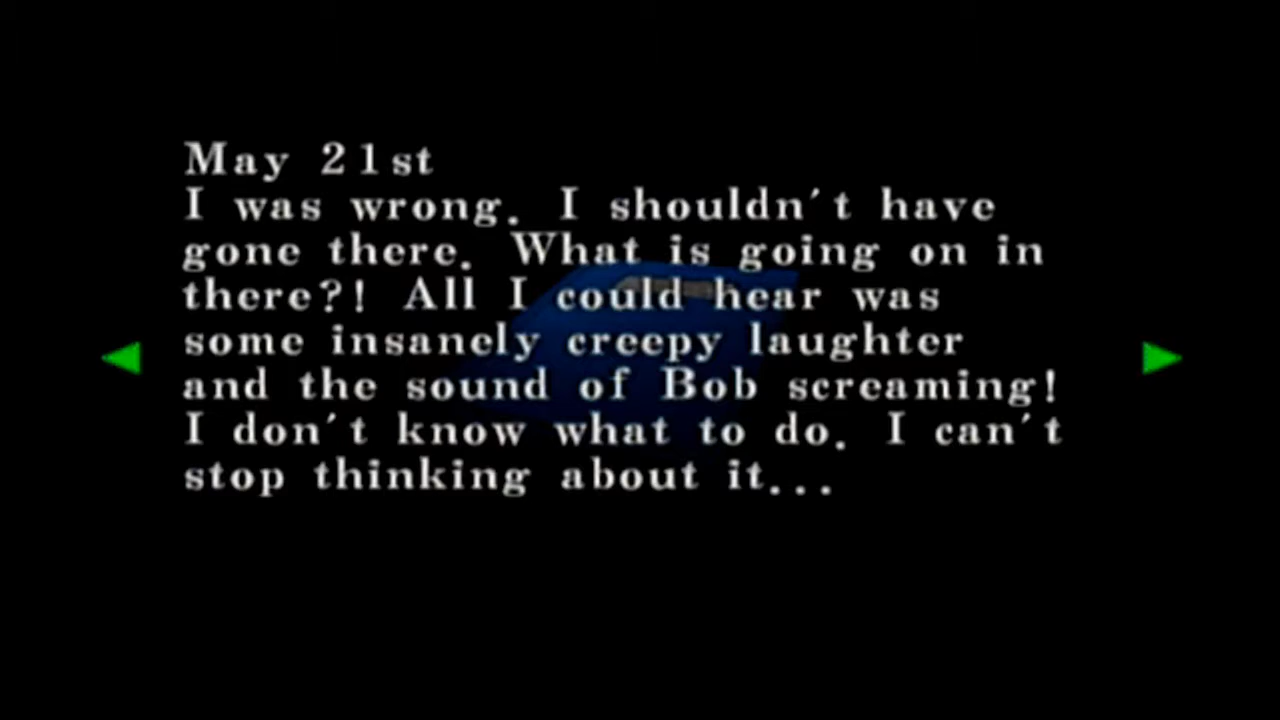 May 21st
I was wrong. I shouldn't have
gone there. What is going on in
there?! All I could hear was
some insanely creepy laughter
and the sound of Bob screaming!
I don't know what to do. I can't
stop thinking about it...